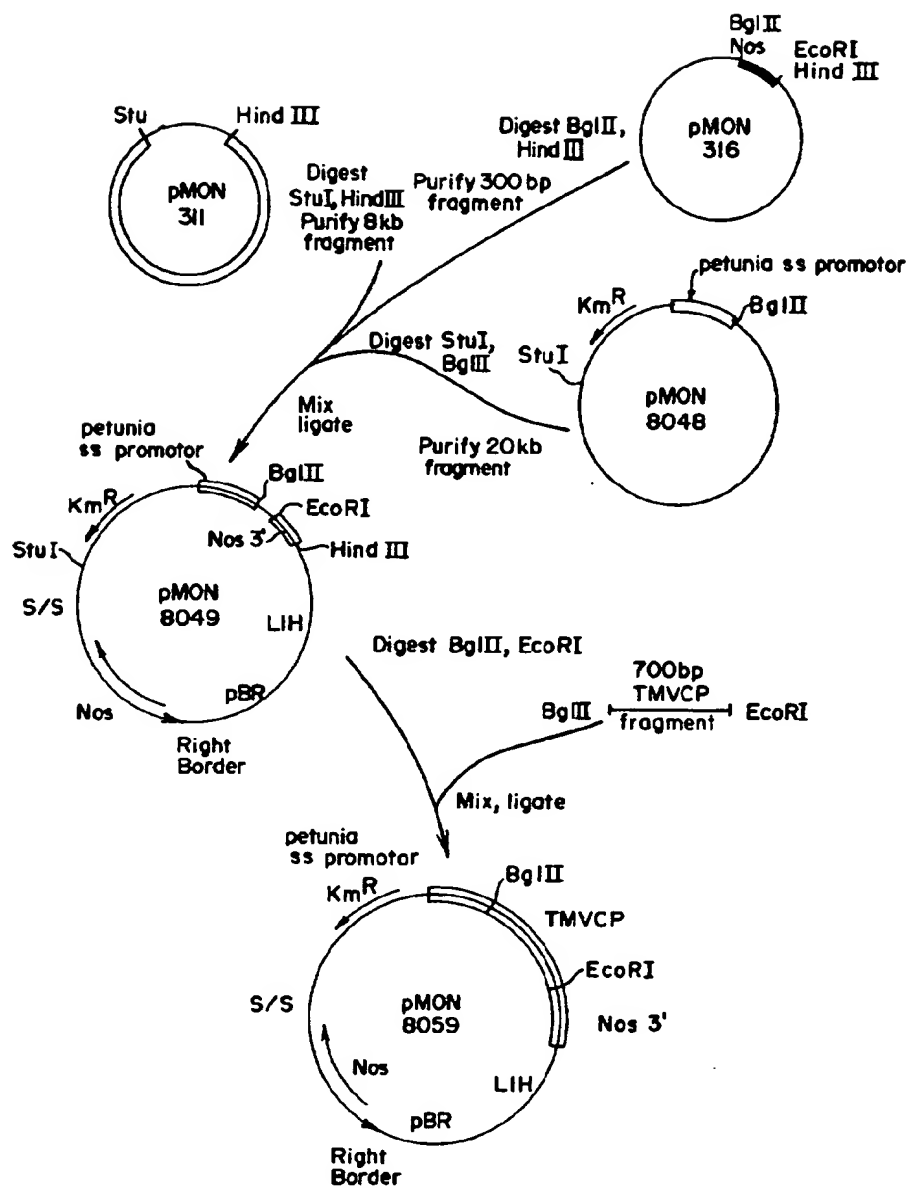 BglII
Nos
EcoRI
Hind III
pMON
316
Stu
Hind III
pMON
311
Digest BglII,
Hind III
Purify 300 bp
fragment
Digest
StuI, Hind III
Purify 8kb
fragment
petunia ss promotor
KmR
BglII
StuI
pMON
8048
Digest StuI,
BglII
Purify 20kb
fragment
Mix
ligate
petunia
ss promotor
BglII
KmR
EcoRI
Nos 3'
Hind III
StuI
S/S
pMON
8049
LIH
pBR
Nos
Right
Border
Digest BglII, EcoRI
700bp
TMVCP
fragment
BglII
EcoRI
Mix, ligate
petunia
ss promotar
KmR
BglII
TMVCP
EcoRI
S/S
pMON
8059
Nos 3'
Nos
LIH
pBR
Right
Border